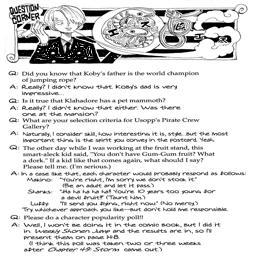 QUESTION CORNER
Q: Did you know that Koby's father is the world champion
of jumping rope?
A: Really? I didn't know that. Koby's dad is very
impressive...
Q: Is it true that Klahadore has a pet mammoth?
A: Really? I didn't know that either. Was there
one at the mansion?
Q: What are your selection criteria for Usopp's Pirate Crew
Gallery?
A: Naturally, I consider skill, how interesting it is, style. But the most
important thing is the spirit you convey in the postcard. Yeah.
Q: The other day while I was working at the fruit stand, this
smart-aleck kid said, "You don't have Gum-Gum fruit? What
a dork." If a kid like that comes again, what should I say?
Please tell me. (I'm serious.)
A: In a case like that, each character would probably respond as follows:
Makino: "You're right, I'm sorry we don't stock it."
(Be an adult and let it pass.)
Shanks: "Ha ha ha ha ha! You're 10 years too young for
a devil fruit!" (Taunt him.)
Luffy: "I'll send you flying, right now." (No mercy.)
Try whichever approach you like--but don't hold me responsible.
Q: Please do a character popularity poll!!
A: Well, I won't be doing it in the comic book, but I did it
in Weekly Shonen Jump and the results are in, so I'll
present them on page 148.
(I think this poll was taken two or three weeks
after Chapter 49: Storm came out.)